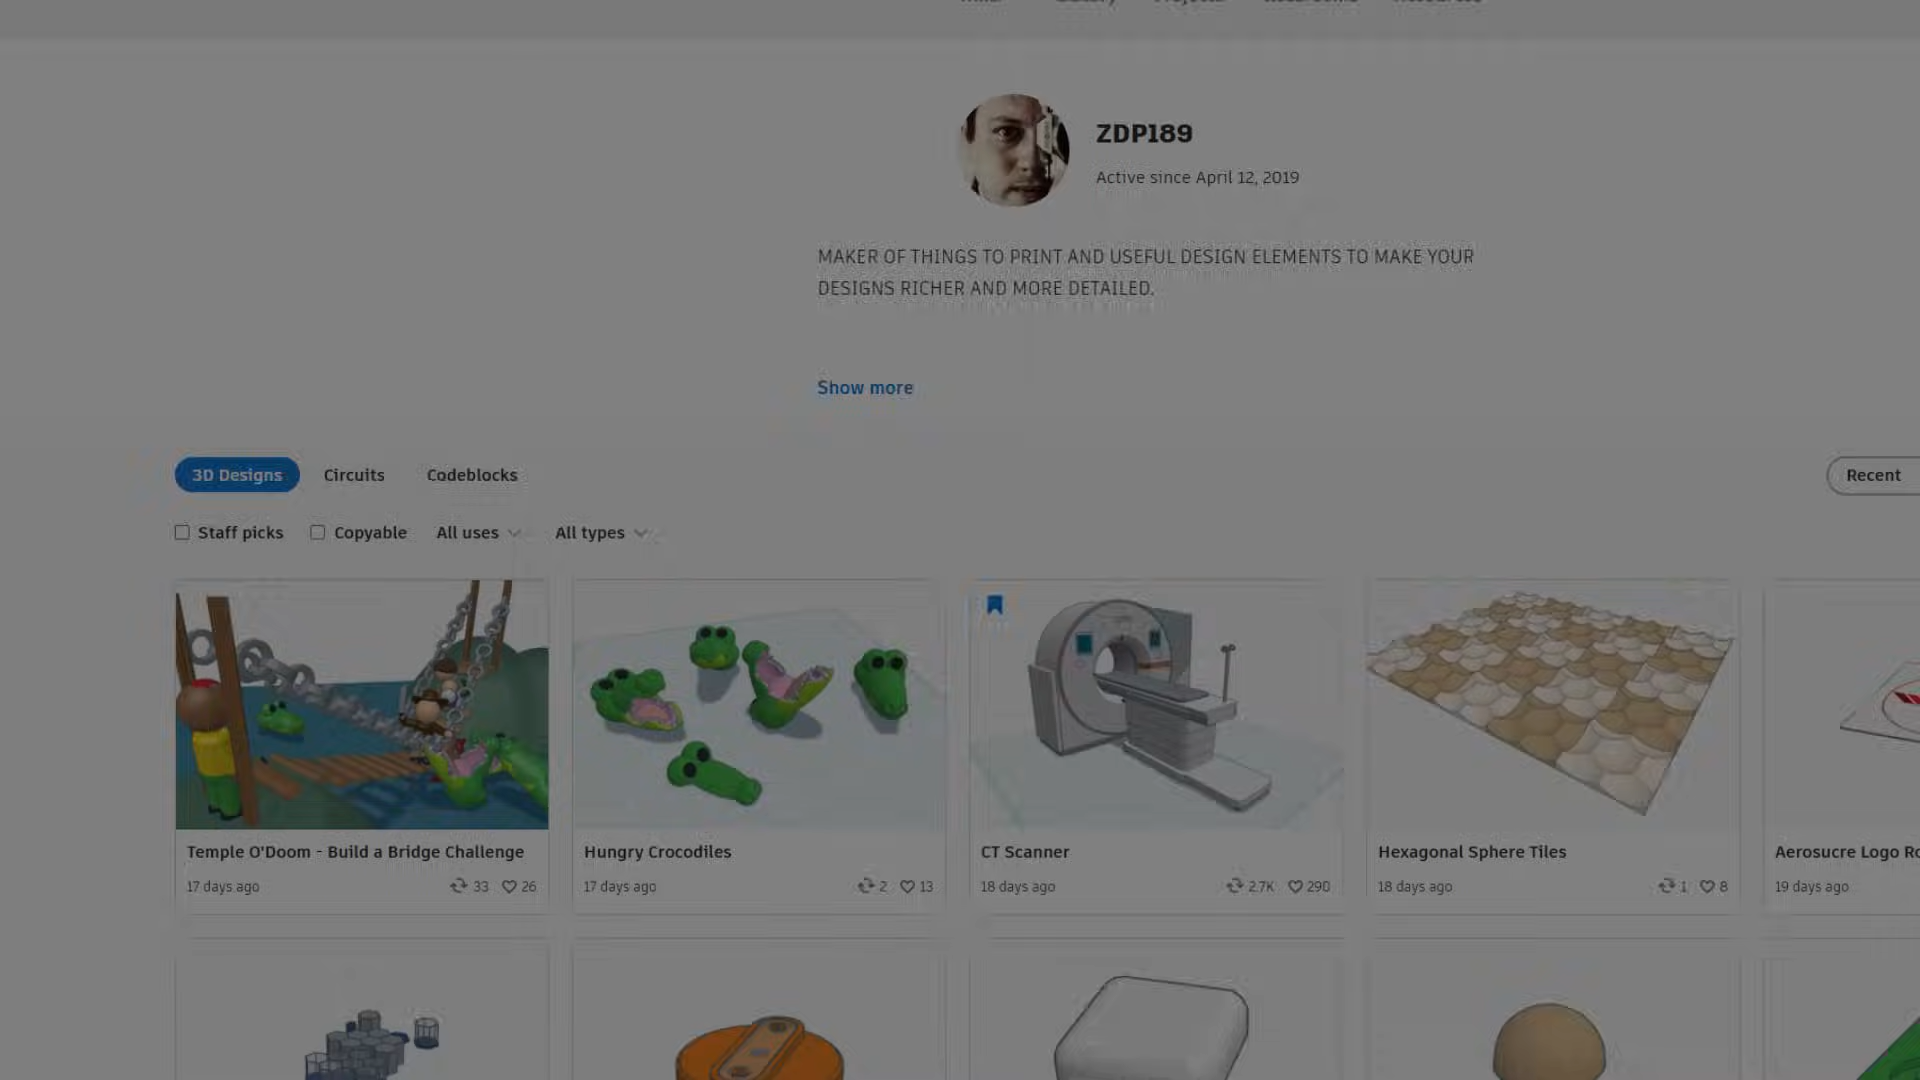 ZDP189
Active since April 12, 2019
MAKER OF THINGS TO PRINT AND USEFUL DESIGN ELEMENTS TO MAKE YOUR
DESIGNS RICHER AND MORE DETAILED.
Show more
3D Designs Circuits Codeblocks Recent
Staff picks Copyable All uses All types
Temple O'Doom - Build a Bridge Challenge
17 days ago 33 26
Hungry Crocodiles
17 days ago 2 13
CT Scanner
18 days ago 2.7K 290
Hexagonal Sphere Tiles
18 days ago 1 8
Aerosucre Logo
19 days ago